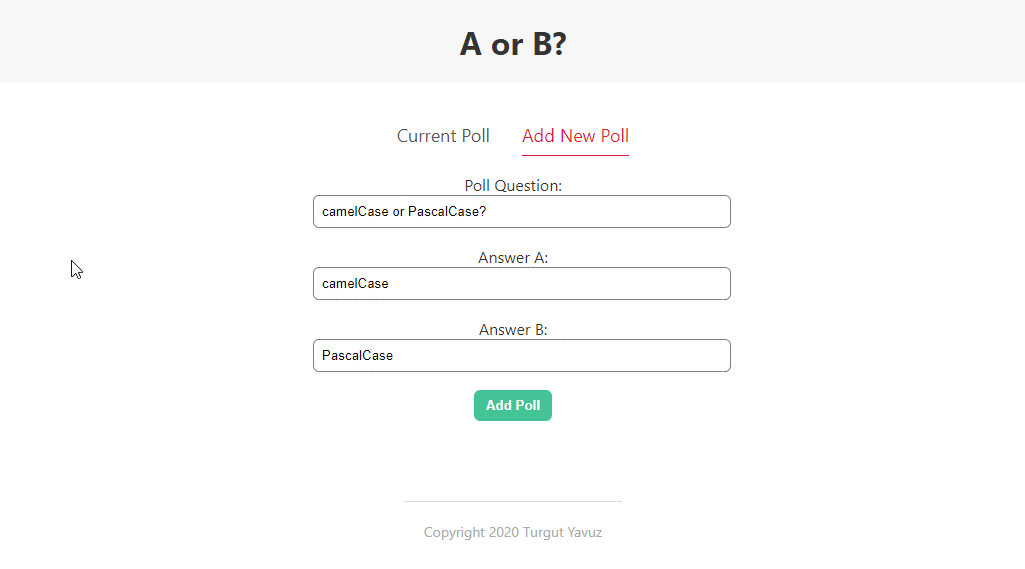 A or B?
Current Poll Add New Poll
Poll Question:
camelCase or PascalCase?
Answer A:
camelCase
Answer B:
PascalCase
Add Poll
Copyright 2020 Turgut Yavuz